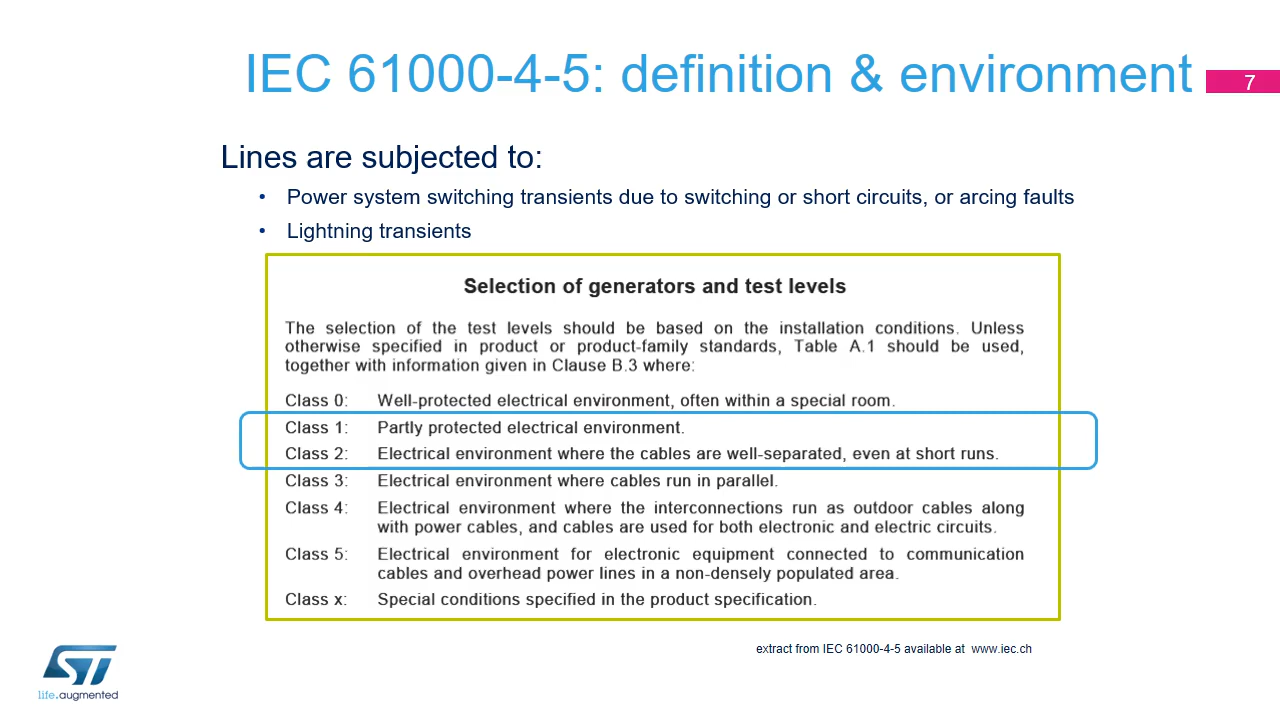 IEC 61000-4-5: definition & environment
7
Lines are subjected to:
• Power system switching transients due to switching or short circuits, or arcing faults
• Lightning transients
Selection of generators and test levels
The selection of the test levels should be based on the installation conditions. Unless
otherwise specified in product or product-family standards, Table A.1 should be used,
together with information given in Clause B.3 where:
Class 0: Well-protected electrical environment, often within a special room.
Class 1: Partly protected electrical environment.
Class 2: Electrical environment where the cables are well-separated, even at short runs.
Class 3: Electrical environment where cables run in parallel.
Class 4: Electrical environment where the interconnections run as outdoor cables along
with power cables, and cables are used for both electronic and electric circuits.
Class 5: Electrical environment for electronic equipment connected to communication
cables and overhead power lines in a non-densely populated area.
Class x: Special conditions specified in the product specification.
extract from IEC 61000-4-5 available at www.iec.ch
ST
life.augmented